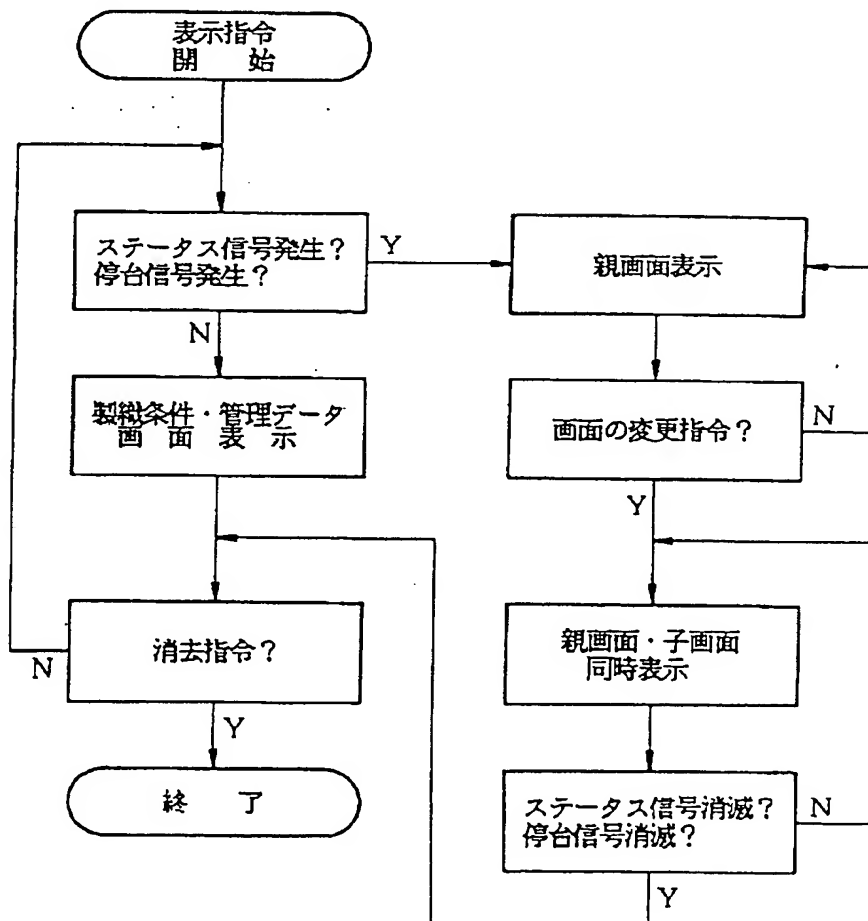 表示指令
開始
ステータス信号発生？
停台信号発生？
Y
N
製織条件・管理データ
画面表示
消去指令？
N
Y
終了
親画面表示
画面の変更指令？
N
Y
親画面・子画面
同時表示
ステータス信号消滅？
停台信号消滅？
N
Y